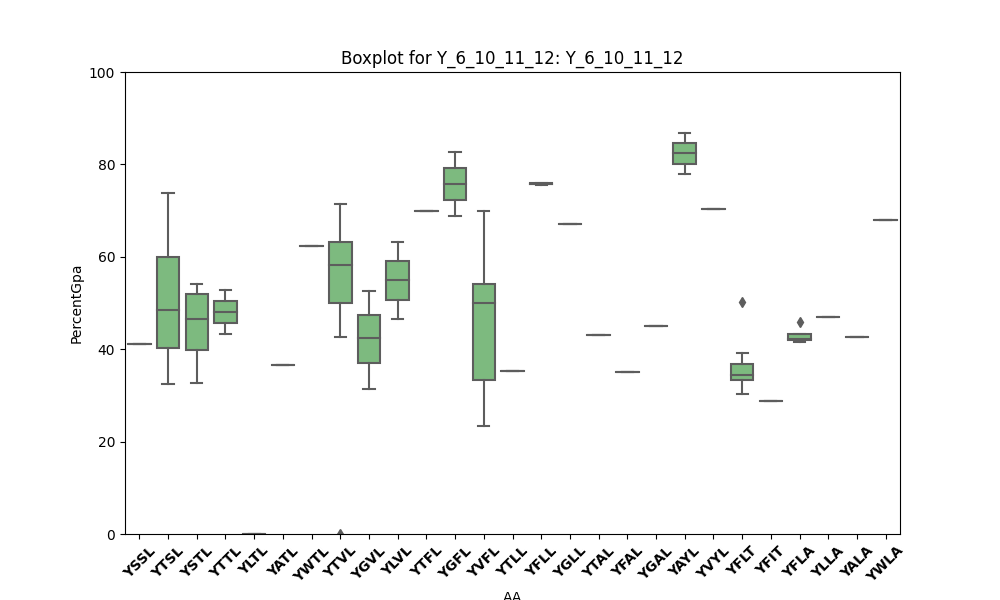 Boxplot for Y_6_10_11_12: Y_6_10_11_12
100
80
60
40
20
0
PercentGpa
YSSL YTSL YSTL YTTL YLTL YATL YWTL YTVL YGVL YLVL YTFL YGFL YVFL YTLL YFLL YGLL YTAL YFAL YGAL YAYL YVYL YFLT YFIT YFLA YLLA YALA YWLA
AA